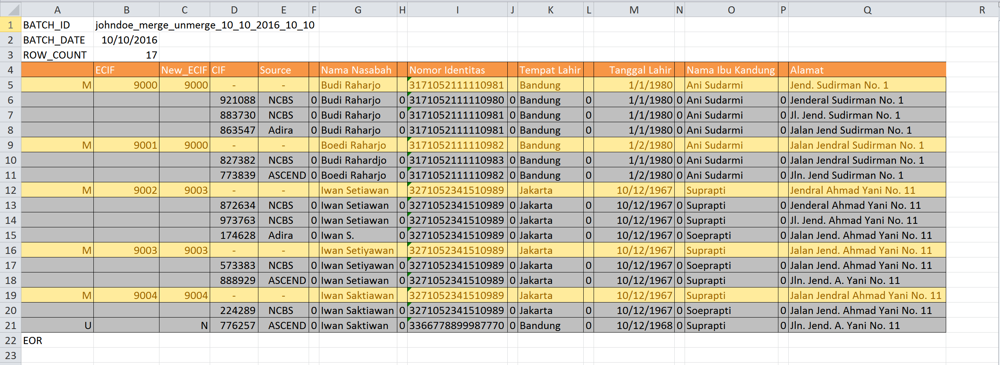 A B C D E F G H I J K L M N O P Q R
1 BATCH_ID johndoe_merge_unmerge_10_10_2016_10_10
2 BATCH_DATE 10/10/2016
3 ROW_COUNT 17
4 ECIF New_ECIF CIF Source Nama Nasabah Nomor Identitas Tempat Lahir Tanggal Lahir Nama Ibu Kandung Alamat
5 M 9000 9000 - - Budi Raharjo 3171052111110981 Bandung 1/1/1980 Ani Sudarmi Jend. Sudirman No. 1
6 921088 NCBS 0 Budi Raharjo 0 3171052111110980 0 Bandung 0 1/1/1980 0 Ani Sudarmi 0 Jenderal Sudirman No. 1
7 883730 NCBS 0 Budi Raharjo 0 3171052111110981 0 Bandung 0 1/1/1980 0 Ani Sudarmi 0 Jl. Jend. Sudirman No. 1
8 863547 Adira 0 Budi Raharjo 0 3171052111110981 0 Bandung 0 1/1/1980 0 Ani Sudarmi 0 Jalan Jend Sudirman No. 1
9 M 9001 9000 - - Boedi Raharjo 3171052111110982 Bandung 1/2/1980 Ani Sudarmi Jalan Jendral Sudirman No. 1
10 827382 NCBS 0 Budi Rahardjo 0 3171052111110983 0 Bandung 0 1/1/1980 0 Ani Sudarmi 0 Jalan Jendral Sudirman No. 1
11 773839 ASCEND 0 Boedi Raharjo 0 3171052111110982 0 Bandung 0 1/2/1980 0 Ani Sudarmi 0 Jln. Jend Sudirman No. 1
12 M 9002 9003 - - Iwan Setiawan 3271052341510989 Jakarta 10/12/1967 Suprapti Jendral Ahmad Yani No. 11
13 872634 NCBS 0 Iwan Setiawan 0 3271052341510989 0 Jakarta 0 10/12/1967 0 Suprapti 0 Jenderal Ahmad Yani No. 11
14 973763 NCBS 0 Iwan Setiawan 0 3271052341510989 0 Jakarta 0 10/12/1967 0 Suprapti 0 Jl. Jend. Ahmad Yani No. 11
15 174628 Adira 0 Iwan S. 0 3271052341510989 0 Jakarta 0 10/12/1967 0 Soeprapti 0 Jalan Jend. Ahmad Yani No. 11
16 M 9003 9003 - - Iwan Setiyawan 3271052341510989 Jakarta 10/12/1967 Suprapti Jalan Jend. Ahmad Yani No. 11
17 573383 NCBS 0 Iwan Setiyawan 0 3271052341510989 0 Jakarta 0 10/12/1967 0 Soeprapti 0 Jalan Jend. Ahmad Yani No. 11
18 888929 ASCEND 0 Iwan Setiawan 0 3271052341510989 0 Jakarta 0 10/12/1967 0 Suprapti 0 Jln. Jend. A. Yani No. 11
19 M 9004 9004 - - Iwan Saktiawan 3271052341510989 Jakarta 10/12/1967 Suprapti Jalan Jendral Ahmad Yani No. 11
20 224289 NCBS 0 Iwan Saktiawan 0 3271052341510989 0 Jakarta 0 10/12/1967 0 Soeprapti 0 Jalan Jend. Ahmad Yani No. 11
21 U N 776257 ASCEND 0 Iwan Saktiwan 0 3366778899987770 0 Bandung 0 10/12/1968 0 Suprapti 0 Jln. Jend. A. Yani No. 11
22 EOR
23